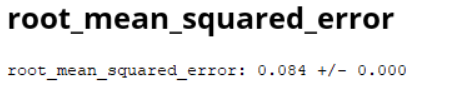 root_mean_squared_error
root_mean_squared_error: 0.084 +/- 0.000